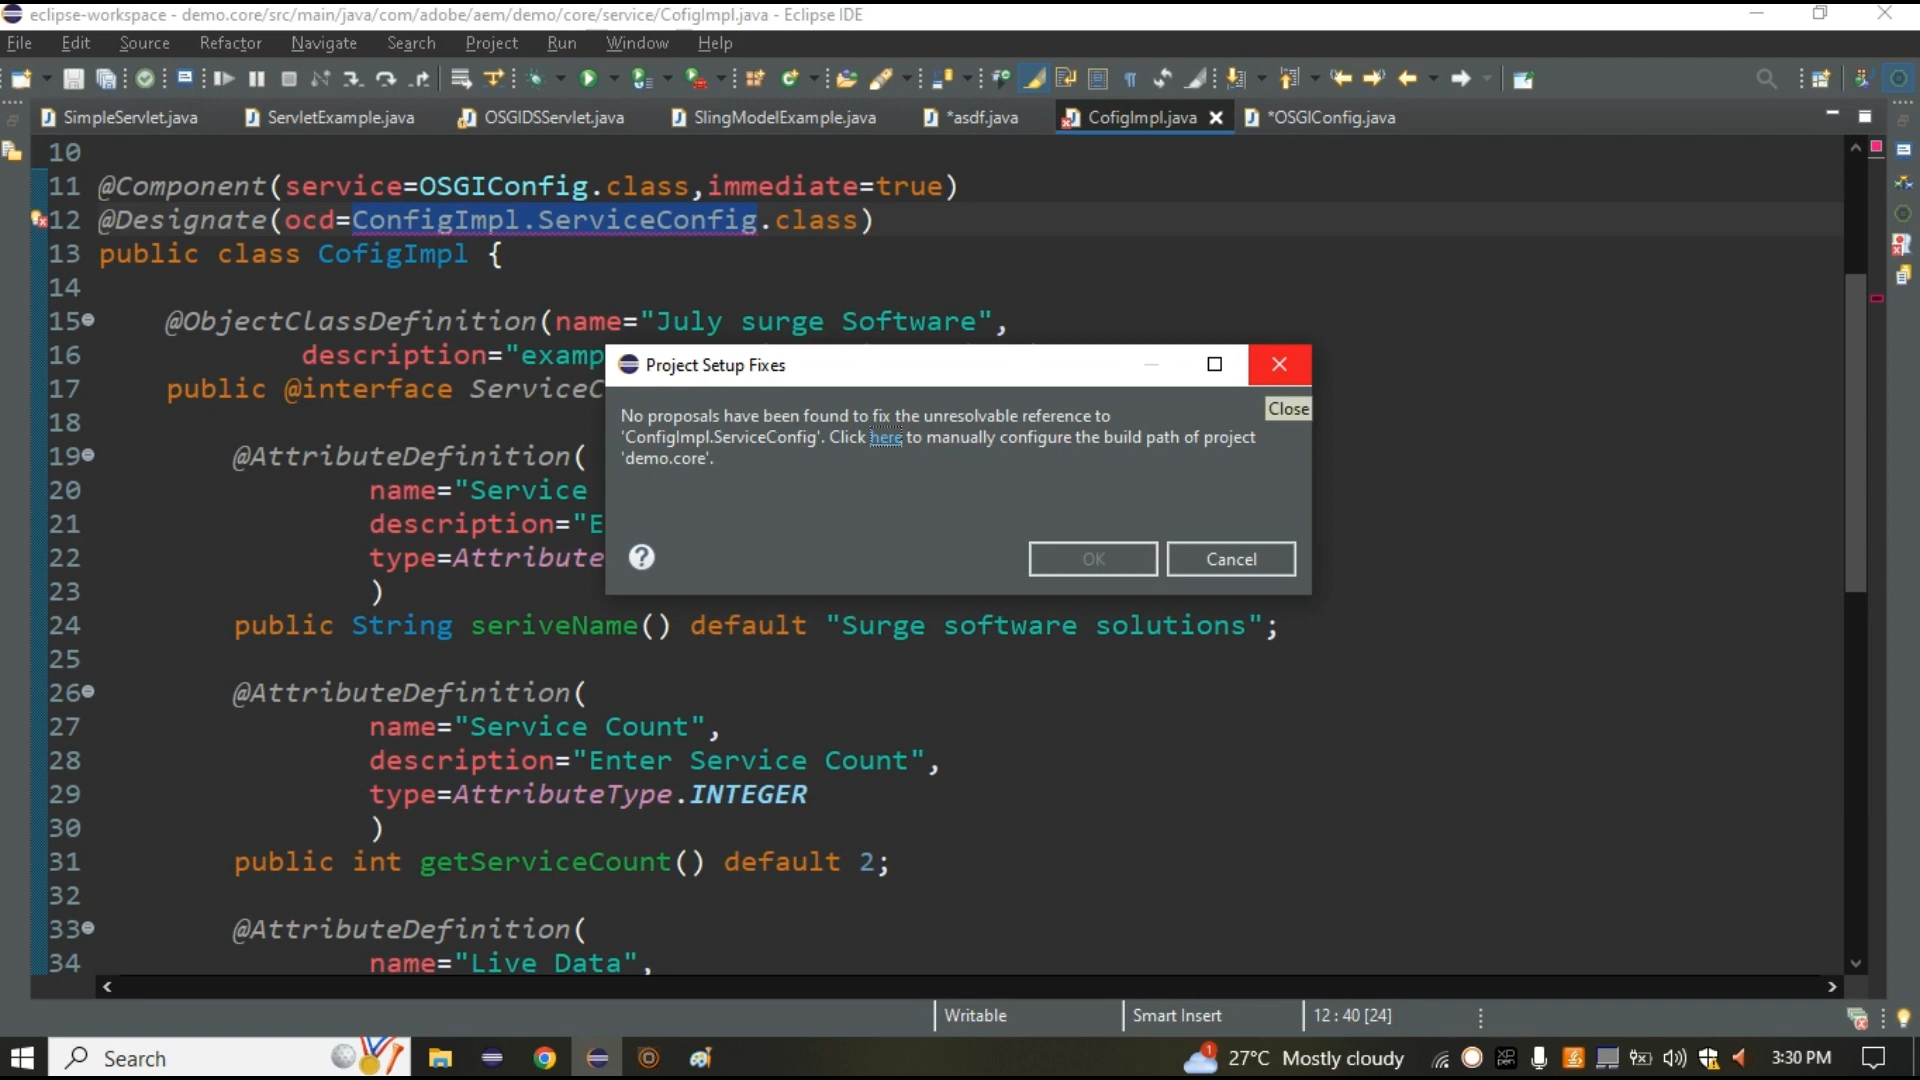 eclipse-workspace - demo.core/src/main/java/com/adobe/aem/demo/core/service/CofigImpl.java - Eclipse IDE
File Edit Source Refactor Navigate Search Project Run Window Help
SimpleServlet.java ServletExample.java OSGIDSServlet.java SlingModelExample.java *asdf.java CofigImpl.java *OSGIConfig.java
10
11 @Component(service=OSGIConfig.class,immediate=true)
12 @Designate(ocd=ConfigImpl.ServiceConfig.class)
13 public class CofigImpl {
14
15 @ObjectClassDefinition(name="July surge Software",
16 description="examp
17 public @interface ServiceC
18
19 @AttributeDefinition(
20 name="Service
21 description="E
22 type=Attribute
23 )
24 public String seriveName() default "Surge software solutions";
25
26 @AttributeDefinition(
27 name="Service Count",
28 description="Enter Service Count",
29 type=AttributeType.INTEGER
30 )
31 public int getServiceCount() default 2;
32
33 @AttributeDefinition(
34 name="Live Data",
Project Setup Fixes
Close
No proposals have been found to fix the unresolvable reference to
'ConfigImpl.ServiceConfig'. Click here to manually configure the build path of project
'demo.core'.
OK Cancel
Writable Smart Insert 12 : 40 [24]
Search 1 27°C Mostly cloudy 3:30 PM